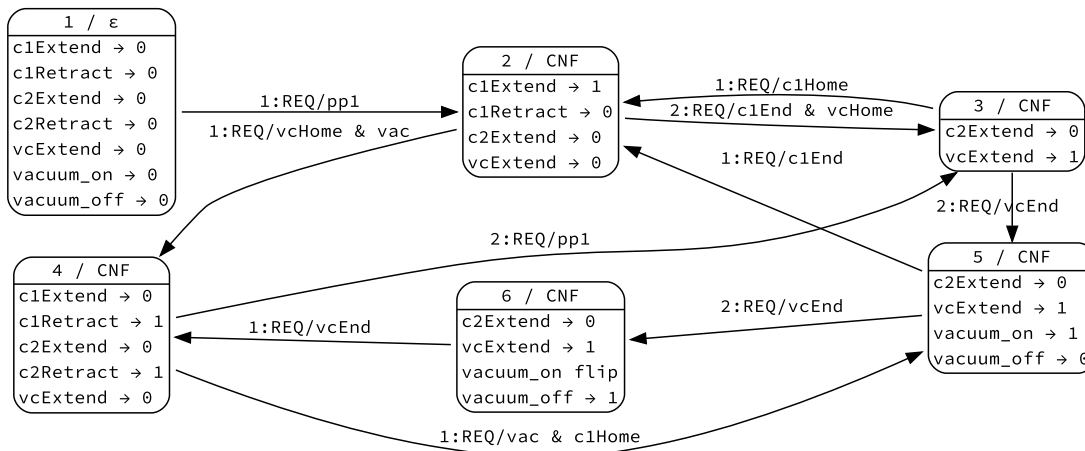 1 / ε
c1Extend → 0
c1Retract → 0
c2Extend → 0
c2Retract → 0
vcExtend → 0
vacuum_on → 0
vacuum_off → 0
1:REQ/pp1
1:REQ/vcHome & vac
2 / CNF
c1Extend → 1
c1Retract → 0
c2Extend → 0
vcExtend → 0
1:REQ/c1Home
2:REQ/c1End & vcHome
1:REQ/c1End
3 / CNF
c2Extend → 0
vcExtend → 1
2:REQ/vcEnd
2:REQ/pp1
4 / CNF
c1Extend → 0
c1Retract → 1
c2Extend → 0
c2Retract → 1
vcExtend → 0
1:REQ/vcEnd
6 / CNF
c2Extend → 0
vcExtend → 1
vacuum_on flip
vacuum_off → 1
2:REQ/vcEnd
5 / CNF
c2Extend → 0
vcExtend → 1
vacuum_on → 1
vacuum_off → 0
1:REQ/vac & c1Home